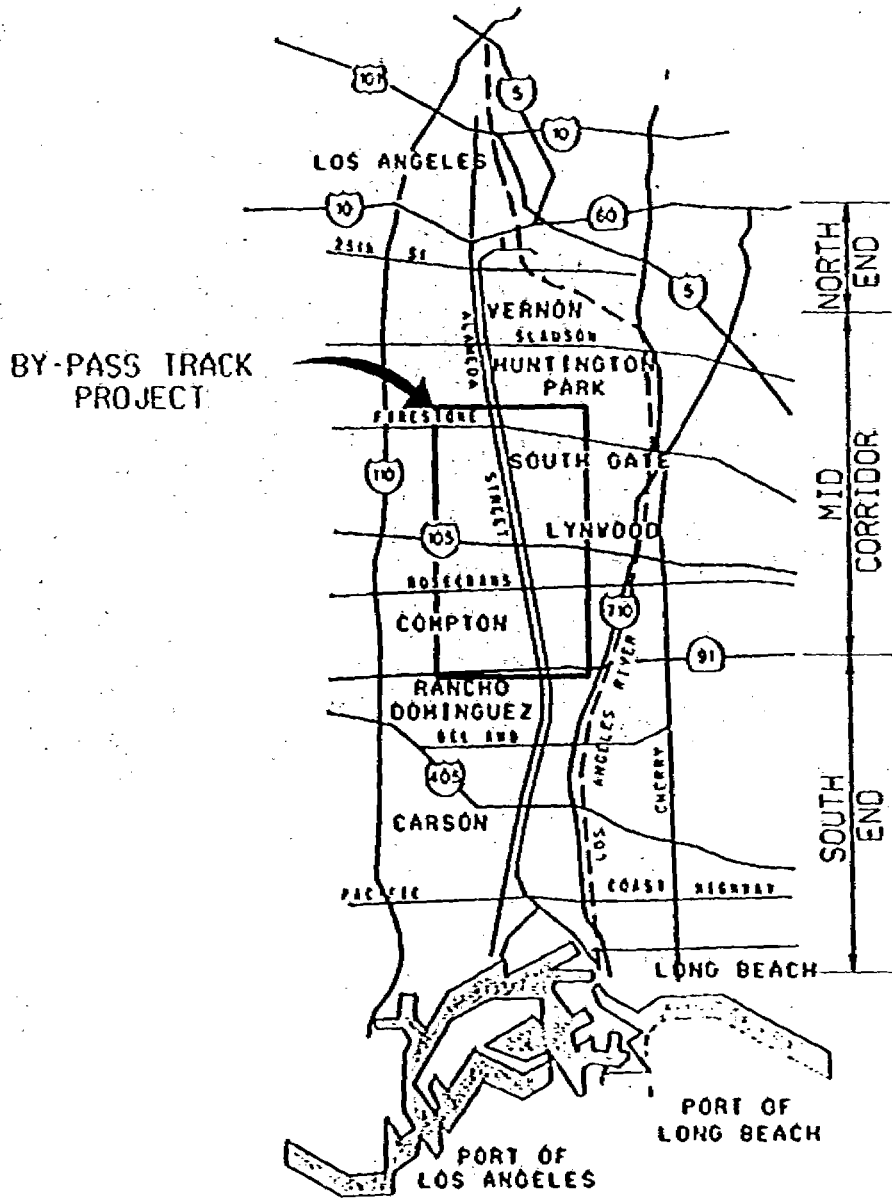 101
5
10
LOS ANGELES
10
60
25TH ST
NORTH
END
5
VERNON
ALAMEDA
STREET
SLAUSON
HUNTINGTON
PARK
BY-PASS TRACK
PROJECT
FIRESTONE
SOUTH GATE
110
MID
CORRIDOR
LYNWOOD
105
ROSECRANS
710
COMPTON
91
RANCHO
DOMINGUEZ
DEL AMO
LOS ANGELES RIVER
405
CHERRY
CARSON
SOUTH
END
PACIFIC COAST HIGHWAY
LONG BEACH
PORT OF
LONG BEACH
PORT OF
LOS ANGELES